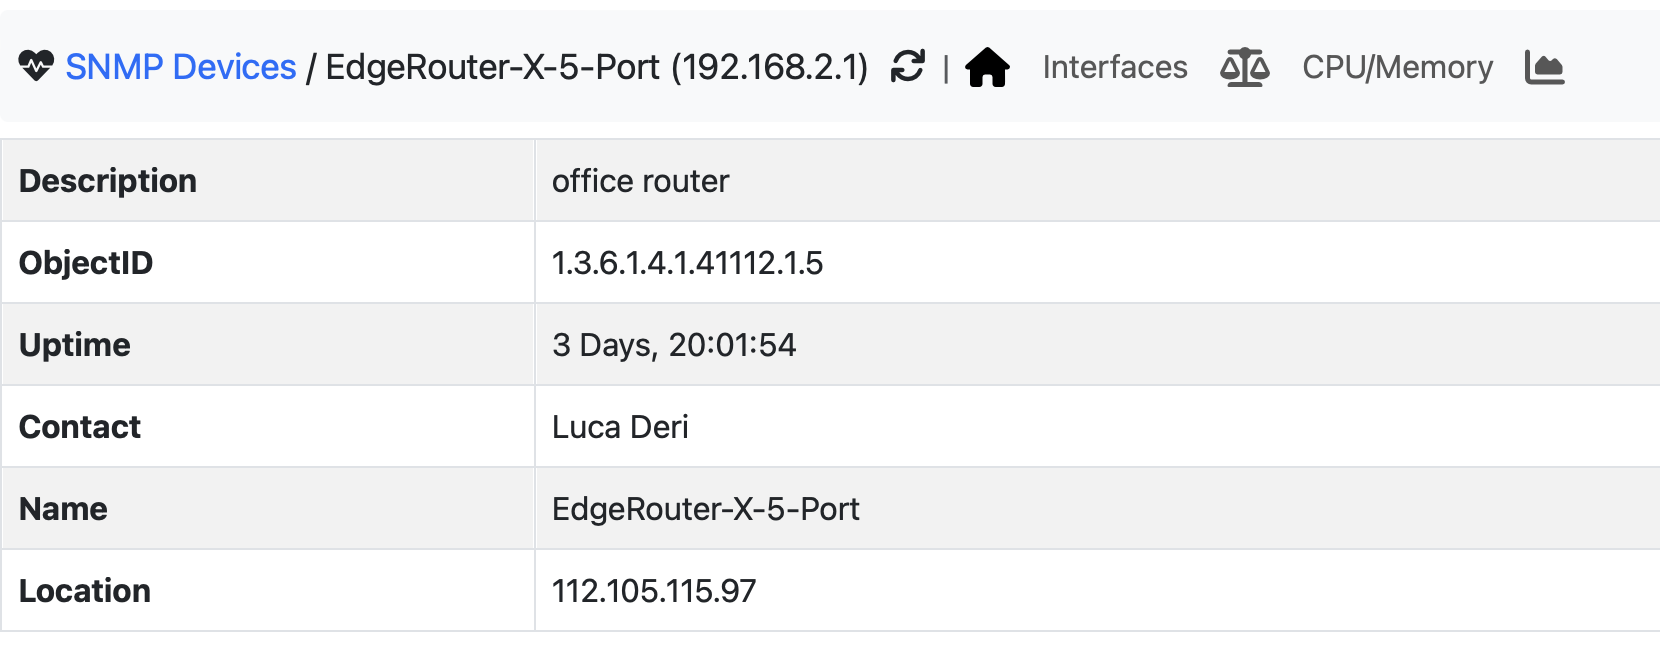 SNMP Devices / EdgeRouter-X-5-Port (192.168.2.1) | Interfaces CPU/Memory
Description office router
ObjectID 1.3.6.1.4.1.41112.1.5
Uptime 3 Days, 20:01:54
Contact Luca Deri
Name EdgeRouter-X-5-Port
Location 112.105.115.97